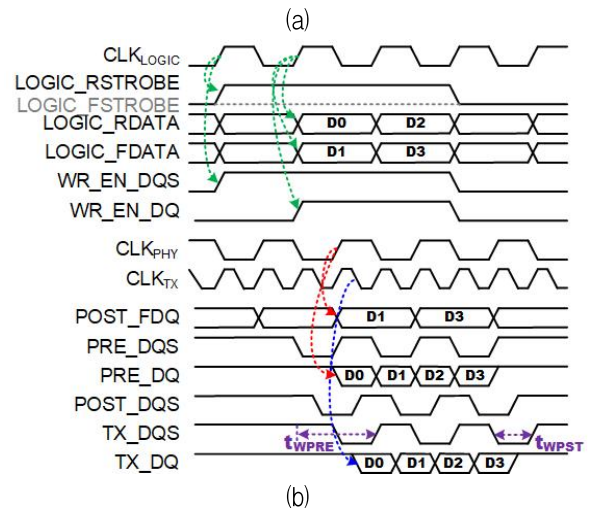 (a)
CLKLOGIC
LOGIC_RSTROBE
LOGIC_FSTROBE
LOGIC_RDATA D0 D2
LOGIC_FDATA D1 D3
WR_EN_DQS
WR_EN_DQ
CLKPHY
CLKTX
POST_FDQ D1 D3
PRE_DQS
PRE_DQ D0 D1 D2 D3
POST_DQS
TX_DQS tWPRE tWPST
TX_DQ D0 D1 D2 D3
(b)